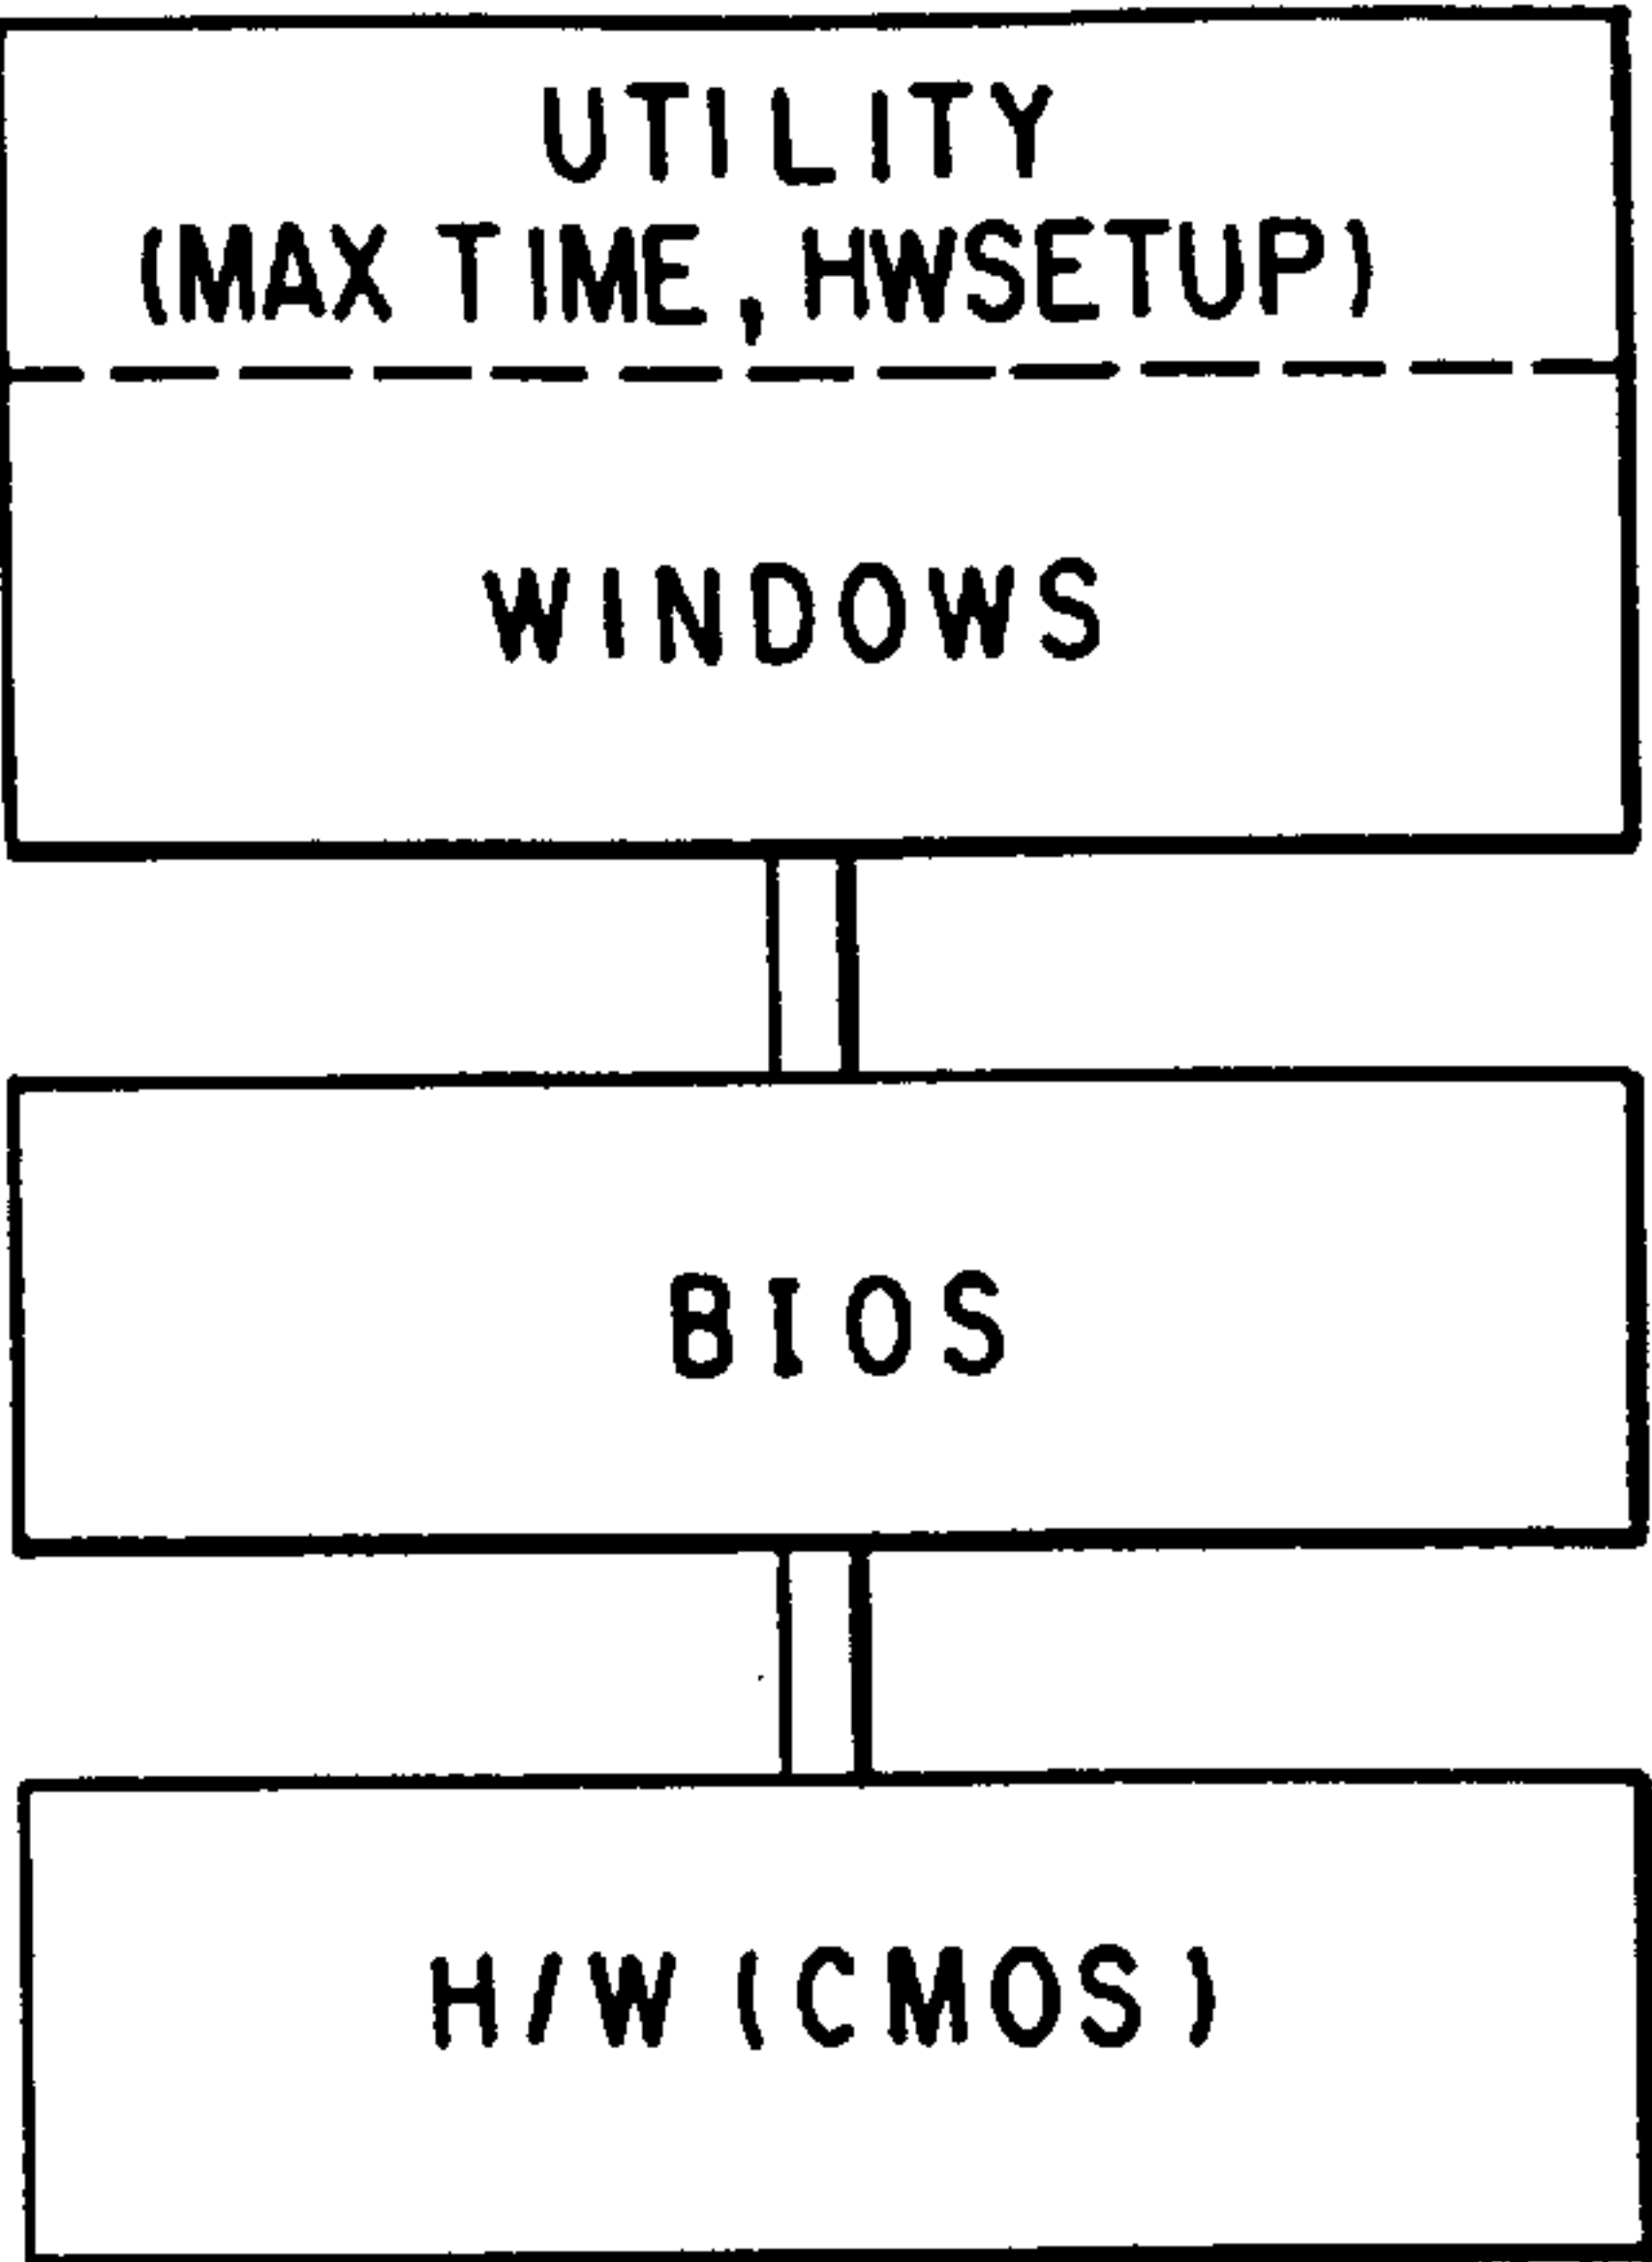 UTILITY
(MAX TIME, HWSETUP)
WINDOWS
BIOS
H/W (CMOS)